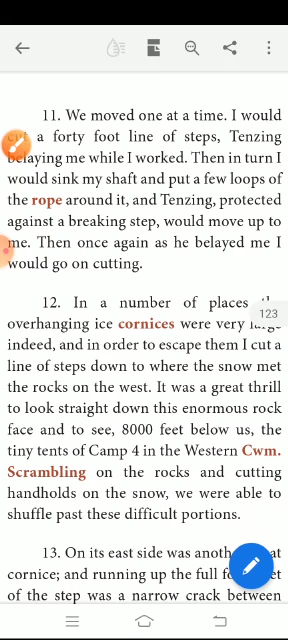 11. We moved one at a time. I would
cut a forty foot line of steps, Tenzing
belaying me while I worked. Then in turn I
would sink my shaft and put a few loops of
the rope around it, and Tenzing, protected
against a breaking step, would move up to
me. Then once again as he belayed me I
would go on cutting.
12. In a number of places the
overhanging ice cornices were very large
123
indeed, and in order to escape them I cut a
line of steps down to where the snow met
the rocks on the west. It was a great thrill
to look straight down this enormous rock
face and to see, 8000 feet below us, the
tiny tents of Camp 4 in the Western Cwm.
Scrambling on the rocks and cutting
handholds on the snow, we were able to
shuffle past these difficult portions.
13. On its east side was another
cornice; and running up the full
of the step was a narrow crack between